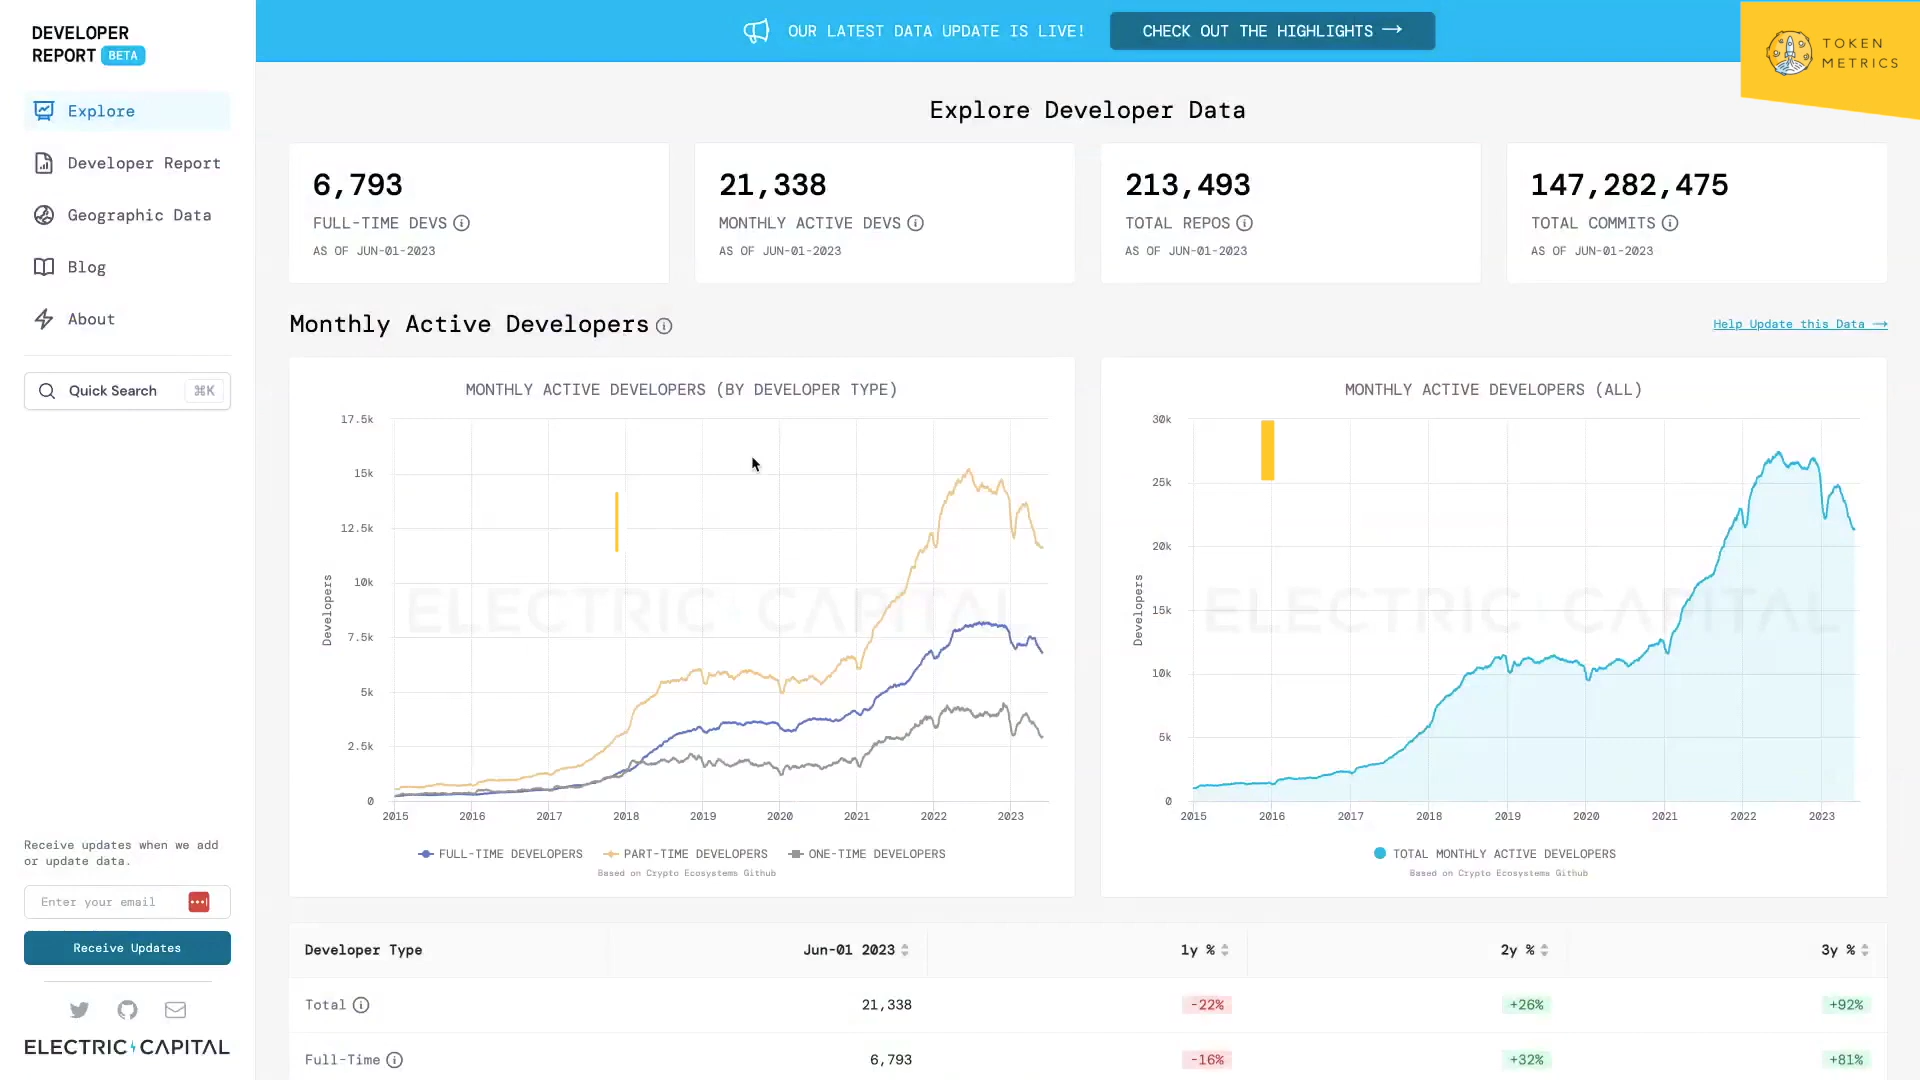 DEVELOPER
REPORT BETA
Explore
Developer Report
Geographic Data
Blog
About
Quick Search ⌘K
Receive updates when we add
or update data.
Enter your email
Receive Updates
ELECTRIC CAPITAL
OUR LATEST DATA UPDATE IS LIVE!
CHECK OUT THE HIGHLIGHTS →
TOKEN
METRICS
Explore Developer Data
6,793
FULL-TIME DEVS
AS OF JUN-01-2023
21,338
MONTHLY ACTIVE DEVS
AS OF JUN-01-2023
213,493
TOTAL REPOS
AS OF JUN-01-2023
147,282,475
TOTAL COMMITS
AS OF JUN-01-2023
Monthly Active Developers
Help Update this Data →
MONTHLY ACTIVE DEVELOPERS (BY DEVELOPER TYPE)
17.5k
15k
12.5k
10k
7.5k
5k
2.5k
0
Developers
ELECTRIC CAPITAL
2015 2016 2017 2018 2019 2020 2021 2022 2023
FULL-TIME DEVELOPERS PART-TIME DEVELOPERS ONE-TIME DEVELOPERS
Based on Crypto Ecosystems Github
MONTHLY ACTIVE DEVELOPERS (ALL)
30k
25k
20k
15k
10k
5k
0
Developers
ELECTRIC CAPITAL
2015 2016 2017 2018 2019 2020 2021 2022 2023
TOTAL MONTHLY ACTIVE DEVELOPERS
Based on Crypto Ecosystems Github
Developer Type Jun-01 2023 1y % 2y % 3y %
Total 21,338 -22% +26% +92%
Full-Time 6,793 -16% +32% +81%